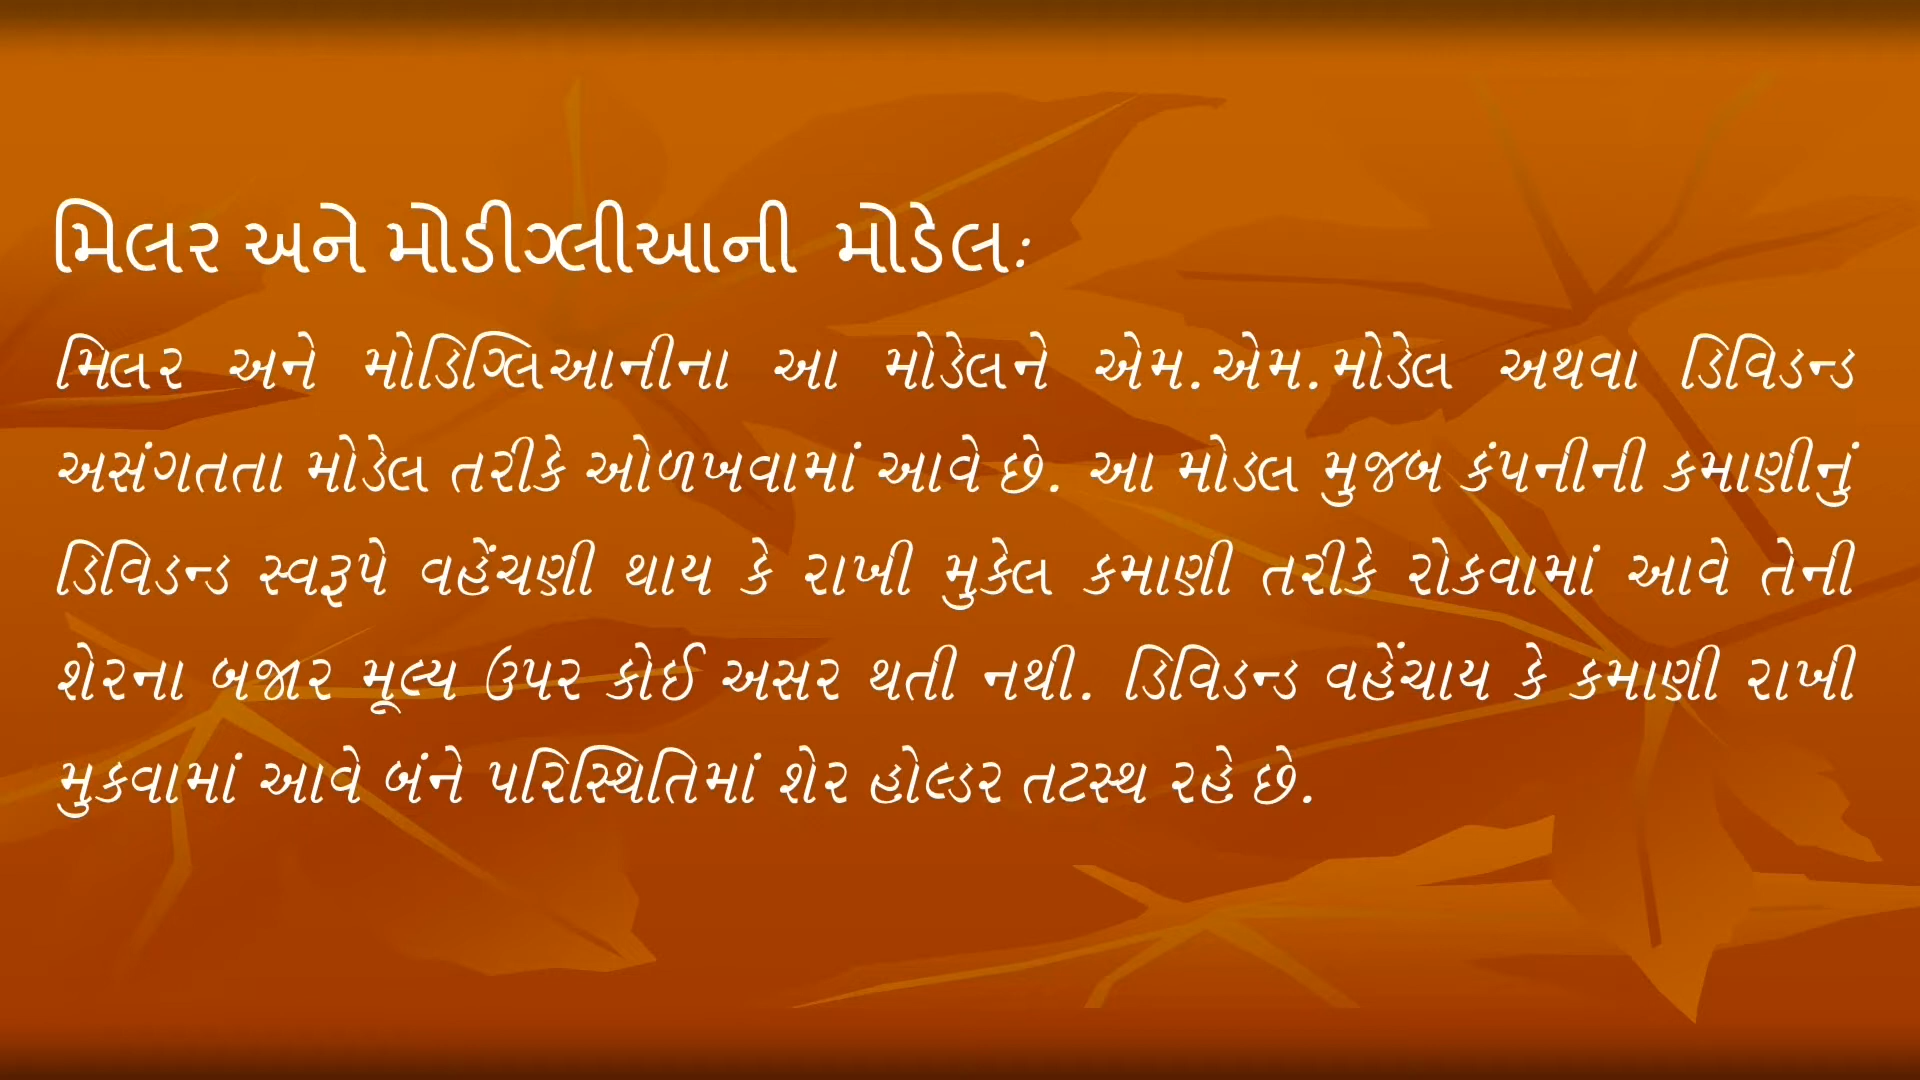 મિલર અને મોડીગ્લીઆની મોડેલઃ
મિલર અને મોડિગ્લિઆનીના આ મોડેલને એમ.એમ.મોડેલ અથવા ડિવિડન્ડ
અસંગતતા મોડેલ તરીકે ઓળખવામાં આવે છે. આ મોડલ મુજબ કંપનીની કમાણીનું
ડિવિડન્ડ સ્વરૂપે વહેંચણી થાય કે રાખી મુકેલ કમાણી તરીકે રોકવામાં આવે તેની
શેરના બજાર મૂલ્ય ઉપર કોઈ અસર થતી નથી. ડિવિડન્ડ વહેંચાય કે કમાણી રાખી
મુકવામાં આવે બંને પરિસ્થિતિમાં શેર હોલ્ડર તટસ્થ રહે છે.